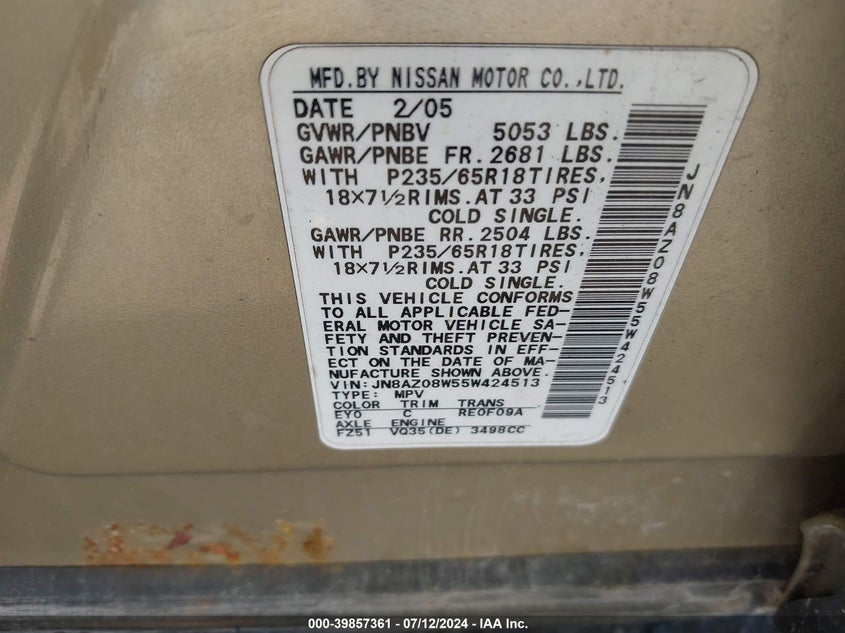 MFD.BY NISSAN MOTOR CO.,LTD.
DATE 2/05
GVWR/PNBV 5053 LBS.
GAWR/PNBE FR.2681 LBS.
WITH P235/65R18TIRES,
18×7½RIMS.AT 33 PSI
COLD SINGLE.
GAWR/PNBE RR.2504 LBS.
WITH P235/65R18TIRES,
18×7½RIMS.AT 33 PSI
COLD SINGLE.
THIS VEHICLE CONFORMS
TO ALL APPLICABLE FED-
ERAL MOTOR VEHICLE SA-
FETY AND THEFT PREVEN-
TION STANDARDS IN EFF-
ECT ON THE DATE OF MA-
NUFACTURE SHOWN ABOVE.
VIN:JN8AZ08W55W424513
TYPE: MPV
COLOR TRIM TRANS
EY0 C RE0F09A
AXLE ENGINE
FZ51 VQ35(DE) 3498CC
JN8AZ08W55W424513
000-39857361 - 07/12/2024 - IAA Inc.